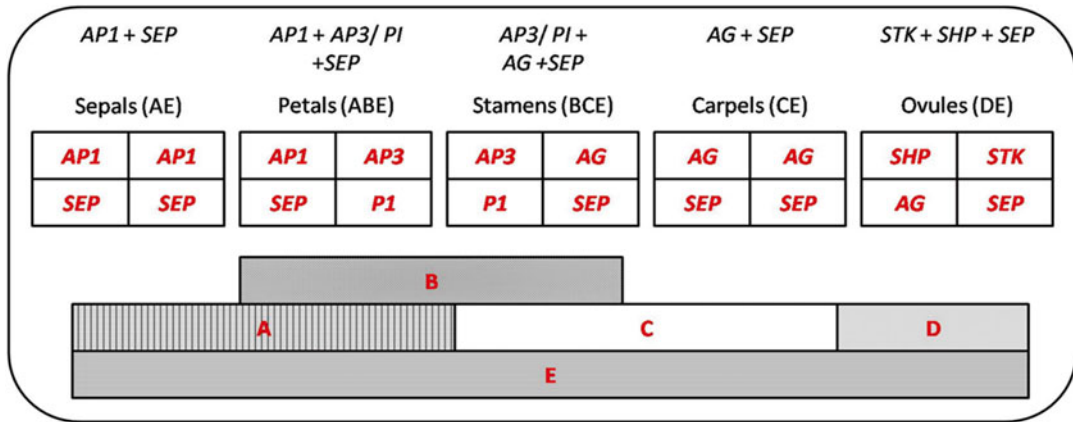 AP1 + SEP
AP1 + AP3/ PI
+SEP
AP3/ PI +
AG +SEP
AG + SEP
STK + SHP + SEP
Sepals (AE)
Petals (ABE)
Stamens (BCE)
Carpels (CE)
Ovules (DE)
AP1 AP1
SEP SEP
AP1 AP3
SEP P1
AP3 AG
P1 SEP
AG AG
SEP SEP
SHP STK
AG SEP
B
A
C
D
E